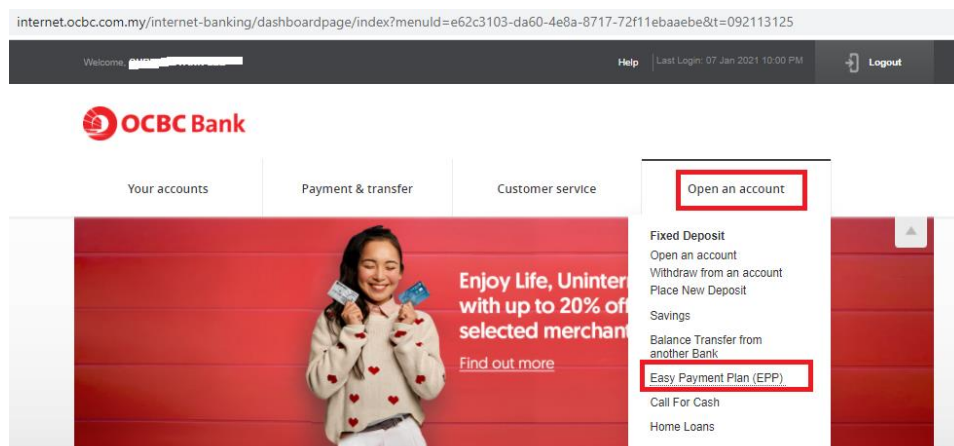 internet.ocbc.com.my/internet-banking/dashboardpage/index?menuId=e62c3103-da60-4e8a-8717-72f11ebaaebe&t=092113125
Welcome,
Help
Last Login: 07 Jan 2021 10:00 PM
Logout
OCBC Bank
Your accounts
Payment & transfer
Customer service
Open an account
Enjoy Life, Uninter
with up to 20% off
selected merchant
Find out more
Fixed Deposit
Open an account
Withdraw from an account
Place New Deposit
Savings
Balance Transfer from
another Bank
Easy Payment Plan (EPP)
Call For Cash
Home Loans